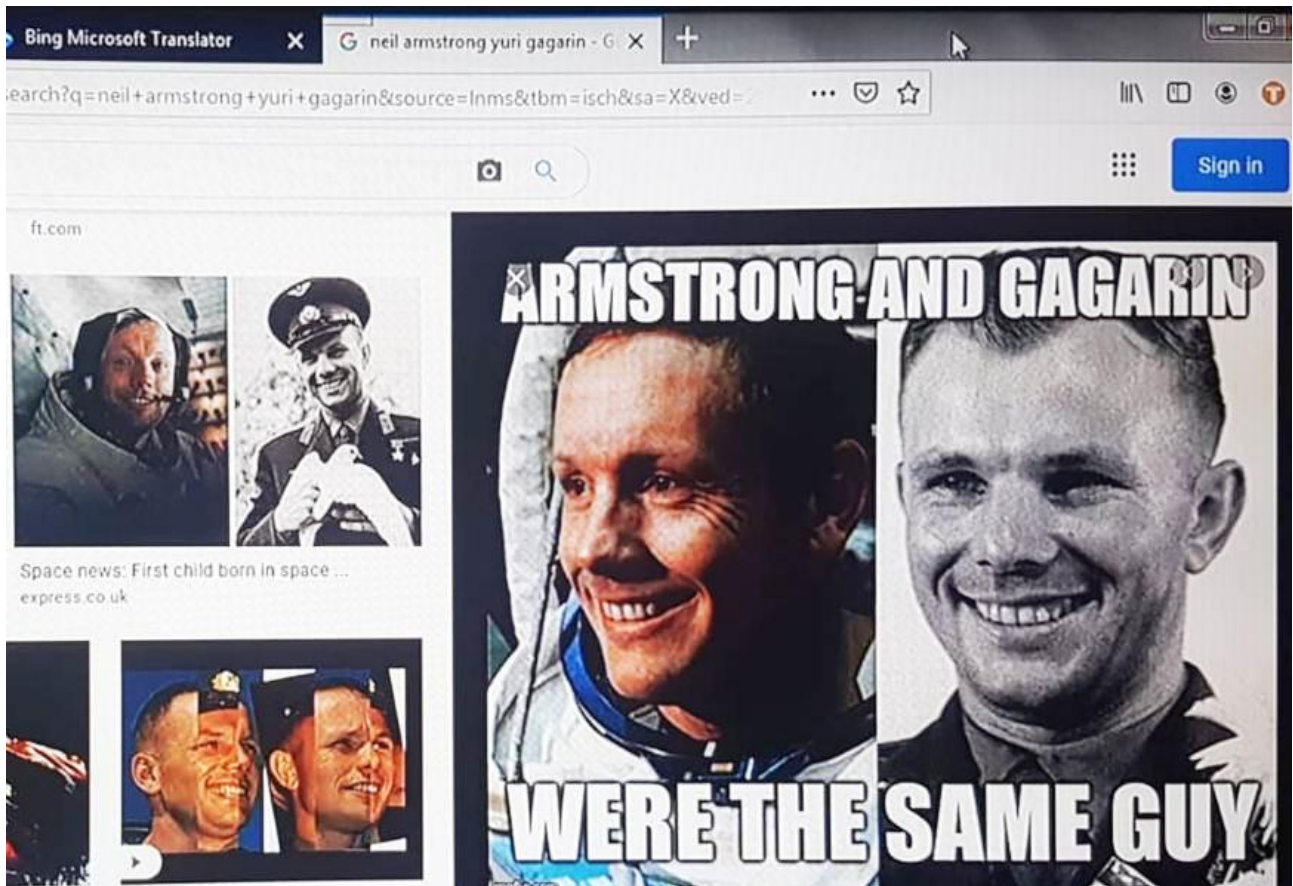 Bing Microsoft Translator
neil armstrong yuri gagarin - G
search?q=neil+armstrong+yuri+gagarin&source=lnms&tbm=isch&sa=X&ved=
Sign in
ft.com
ARMSTRONG AND GAGARIN
Space news: First child born in space ...
express.co.uk
WERE THE SAME GUY